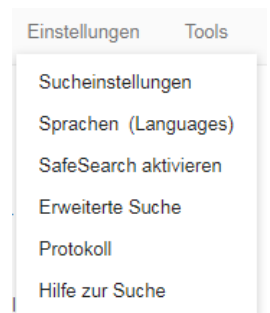 Einstellungen Tools
Sucheinstellungen
Sprachen (Languages)
SafeSearch aktivieren
Erweiterte Suche
Protokoll
Hilfe zur Suche